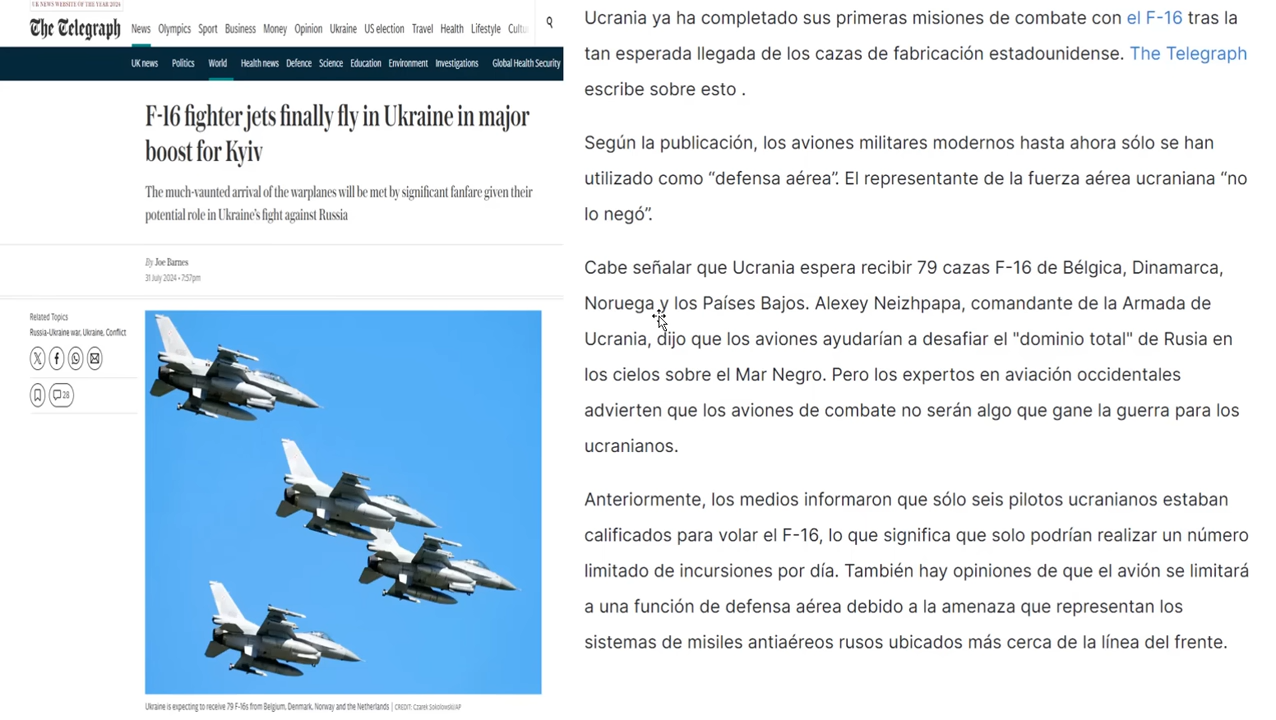 UK NEWS WEBSITE OF THE YEAR 2024
The Telegraph
News Olympics Sport Business Money Opinion Ukraine US election Travel Health Lifestyle
UK news Politics World Health news Defence Science Education Environment Investigations Global Health Security
F-16 fighter jets finally fly in Ukraine in major
boost for Kyiv
The much-vaunted arrival of the warplanes will be met by significant fanfare given their
potential role in Ukraine's fight against Russia
By Joe Barnes
31 July 2024 • 7:57pm
Related Topics
Russia-Ukraine war, Ukraine, Conflict
28
Ukraine is expecting to receive 79 F-16s from Belgium, Denmark, Norway and the Netherlands | CREDIT: Czarek Sokolowski/AP
Ucrania ya ha completado sus primeras misiones de combate con el F-16 tras la
tan esperada llegada de los cazas de fabricación estadounidense. The Telegraph
escribe sobre esto .
Según la publicación, los aviones militares modernos hasta ahora sólo se han
utilizado como “defensa aérea”. El representante de la fuerza aérea ucraniana “no
lo negó”.
Cabe señalar que Ucrania espera recibir 79 cazas F-16 de Bélgica, Dinamarca,
Noruega y los Países Bajos. Alexey Neizhpapa, comandante de la Armada de
Ucrania, dijo que los aviones ayudarían a desafiar el "dominio total" de Rusia en
los cielos sobre el Mar Negro. Pero los expertos en aviación occidentales
advierten que los aviones de combate no serán algo que gane la guerra para los
ucranianos.
Anteriormente, los medios informaron que sólo seis pilotos ucranianos estaban
calificados para volar el F-16, lo que significa que solo podrían realizar un número
limitado de incursiones por día. También hay opiniones de que el avión se limitará
a una función de defensa aérea debido a la amenaza que representan los
sistemas de misiles antiaéreos rusos ubicados más cerca de la línea del frente.